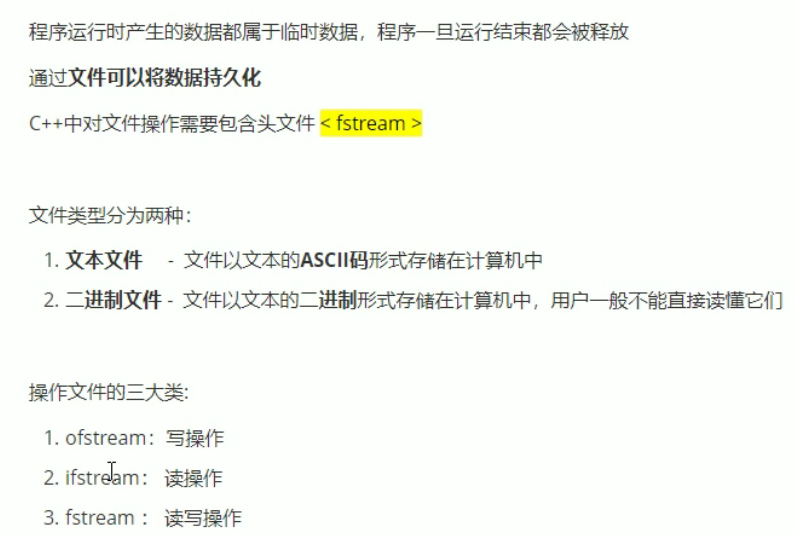 程序运行时产生的数据都属于临时数据，程序一旦运行结束都会被释放
通过文件可以将数据持久化
C++中对文件操作需要包含头文件 < fstream >
文件类型分为两种：
1. 文本文件 - 文件以文本的ASCII码形式存储在计算机中
2. 二进制文件 - 文件以文本的二进制形式存储在计算机中，用户一般不能直接读懂它们
操作文件的三大类:
1. ofstream：写操作
2. ifstream： 读操作
3. fstream ： 读写操作